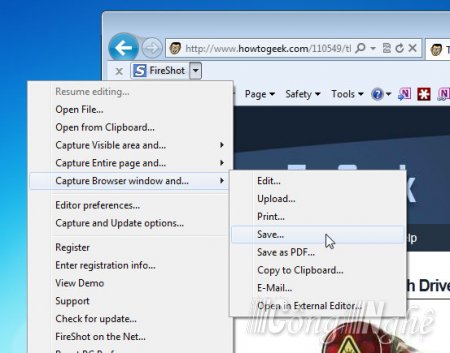 http://www.howtogeek.com/110549/tl
x FireShot
Page Safety Tools
Resume editing...
Open File...
Open from Clipboard...
Capture Visible area and...
Capture Entire page and...
Capture Browser window and...
Editor preferences...
Capture and Update options...
Register
Enter registration info...
View Demo
Support
Check for update...
FireShot on the Net...
Edit...
Upload...
Print...
Save...
Save as PDF...
Copy to Clipboard...
E-Mail...
Open in External Editor...
Công Nghệ